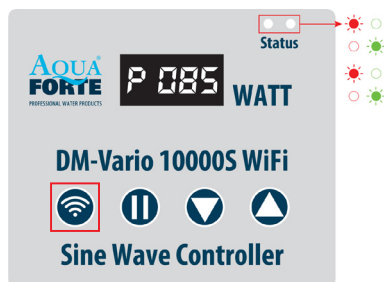 Status
AQUA
FORTE
PROFESSIONAL WATER PRODUCTS
P 085
WATT
DM-Vario 10000S WiFi
Sine Wave Controller